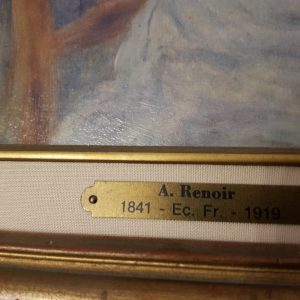 A. Renoir
1841 - Ec. Fr. - 1919